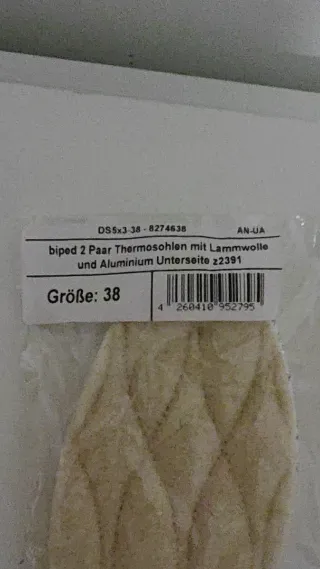 DS5x3-38 - 8274638 AN-UA
biped 2 Paar Thermosohlen mit Lammwolle
und Aluminium Unterseite z2391
Größe: 38
4 260410 952795